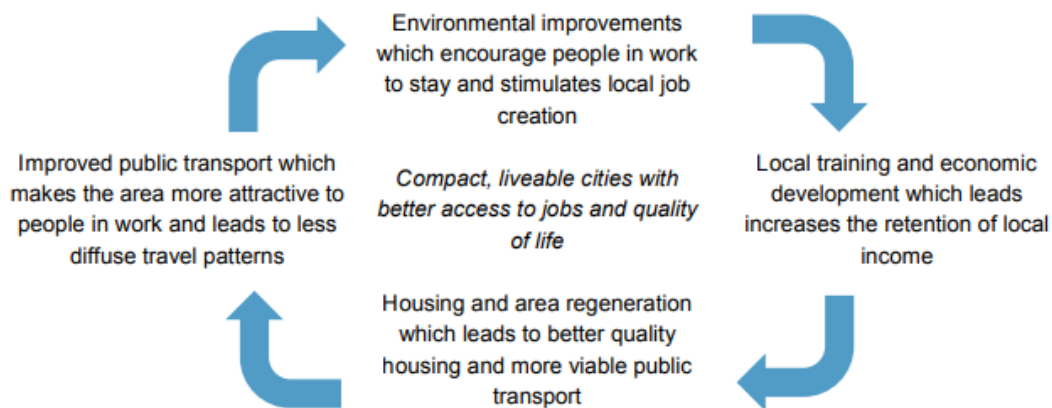 Environmental improvements
which encourage people in work
to stay and stimulates local job
creation
Improved public transport which
makes the area more attractive to
people in work and leads to less
diffuse travel patterns
Compact, liveable cities with
better access to jobs and quality
of life
Local training and economic
development which leads
increases the retention of local
income
Housing and area regeneration
which leads to better quality
housing and more viable public
transport